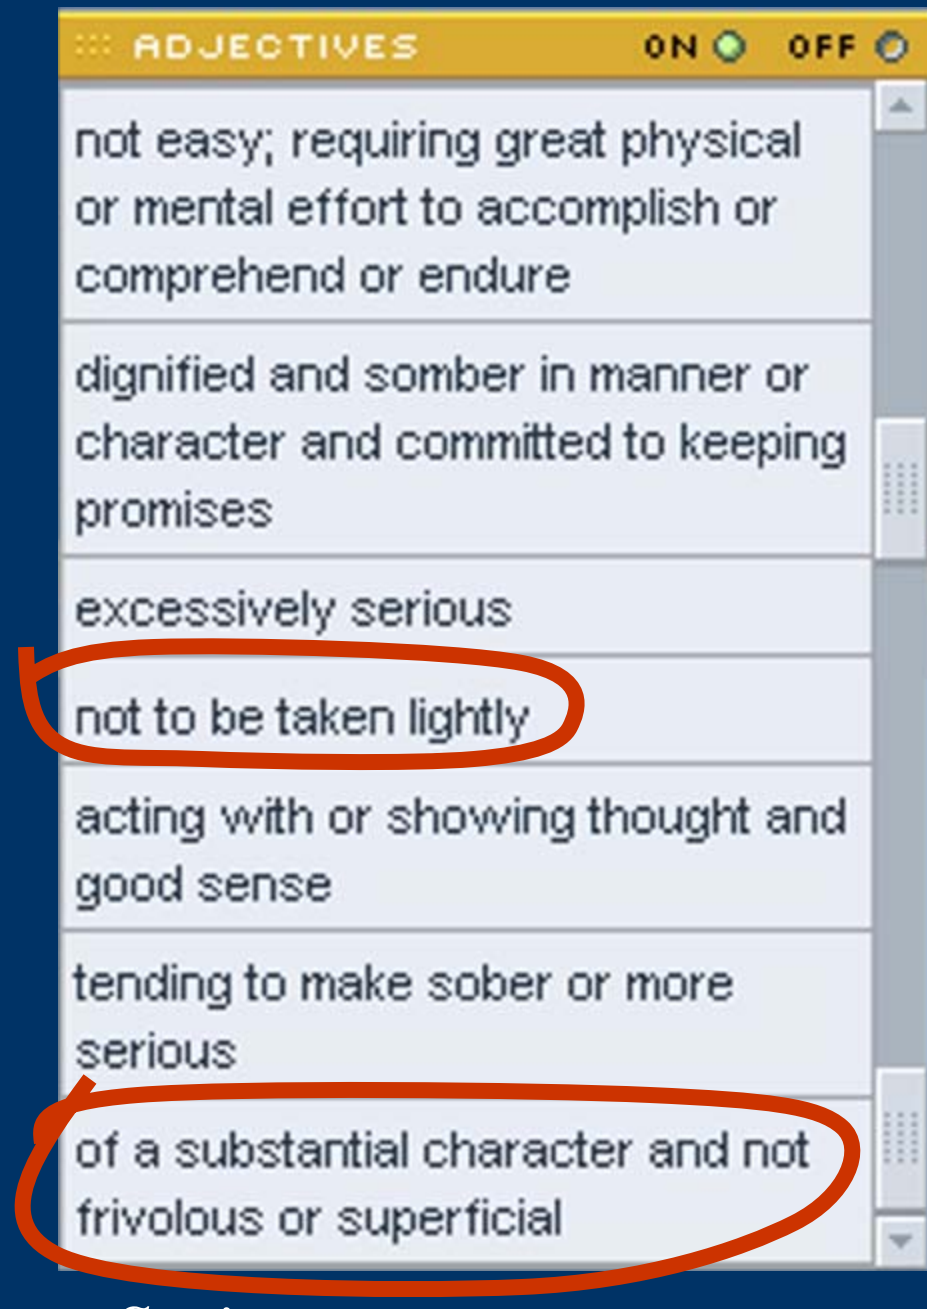 ADJECTIVES ON OFF
not easy; requiring great physical
or mental effort to accomplish or
comprehend or endure
dignified and somber in manner or
character and committed to keeping
promises
excessively serious
not to be taken lightly
acting with or showing thought and
good sense
tending to make sober or more
serious
of a substantial character and not
frivolous or superficial